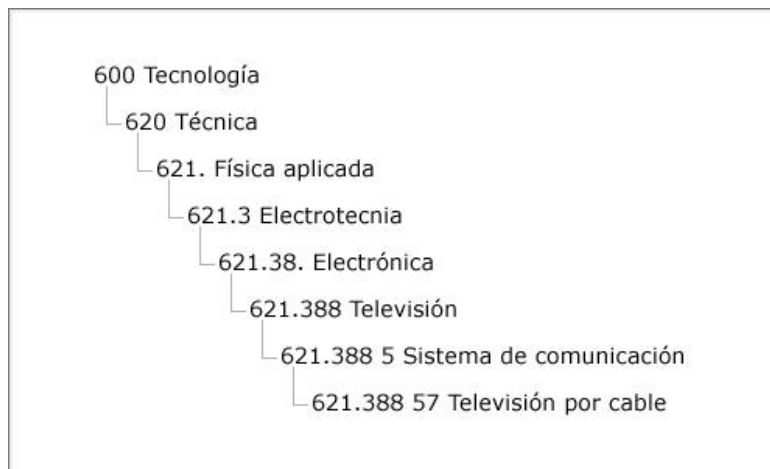 600 Tecnología
620 Técnica
621. Física aplicada
621.3 Electrotecnia
621.38. Electrónica
621.388 Televisión
621.388 5 Sistema de comunicación
621.388 57 Televisión por cable